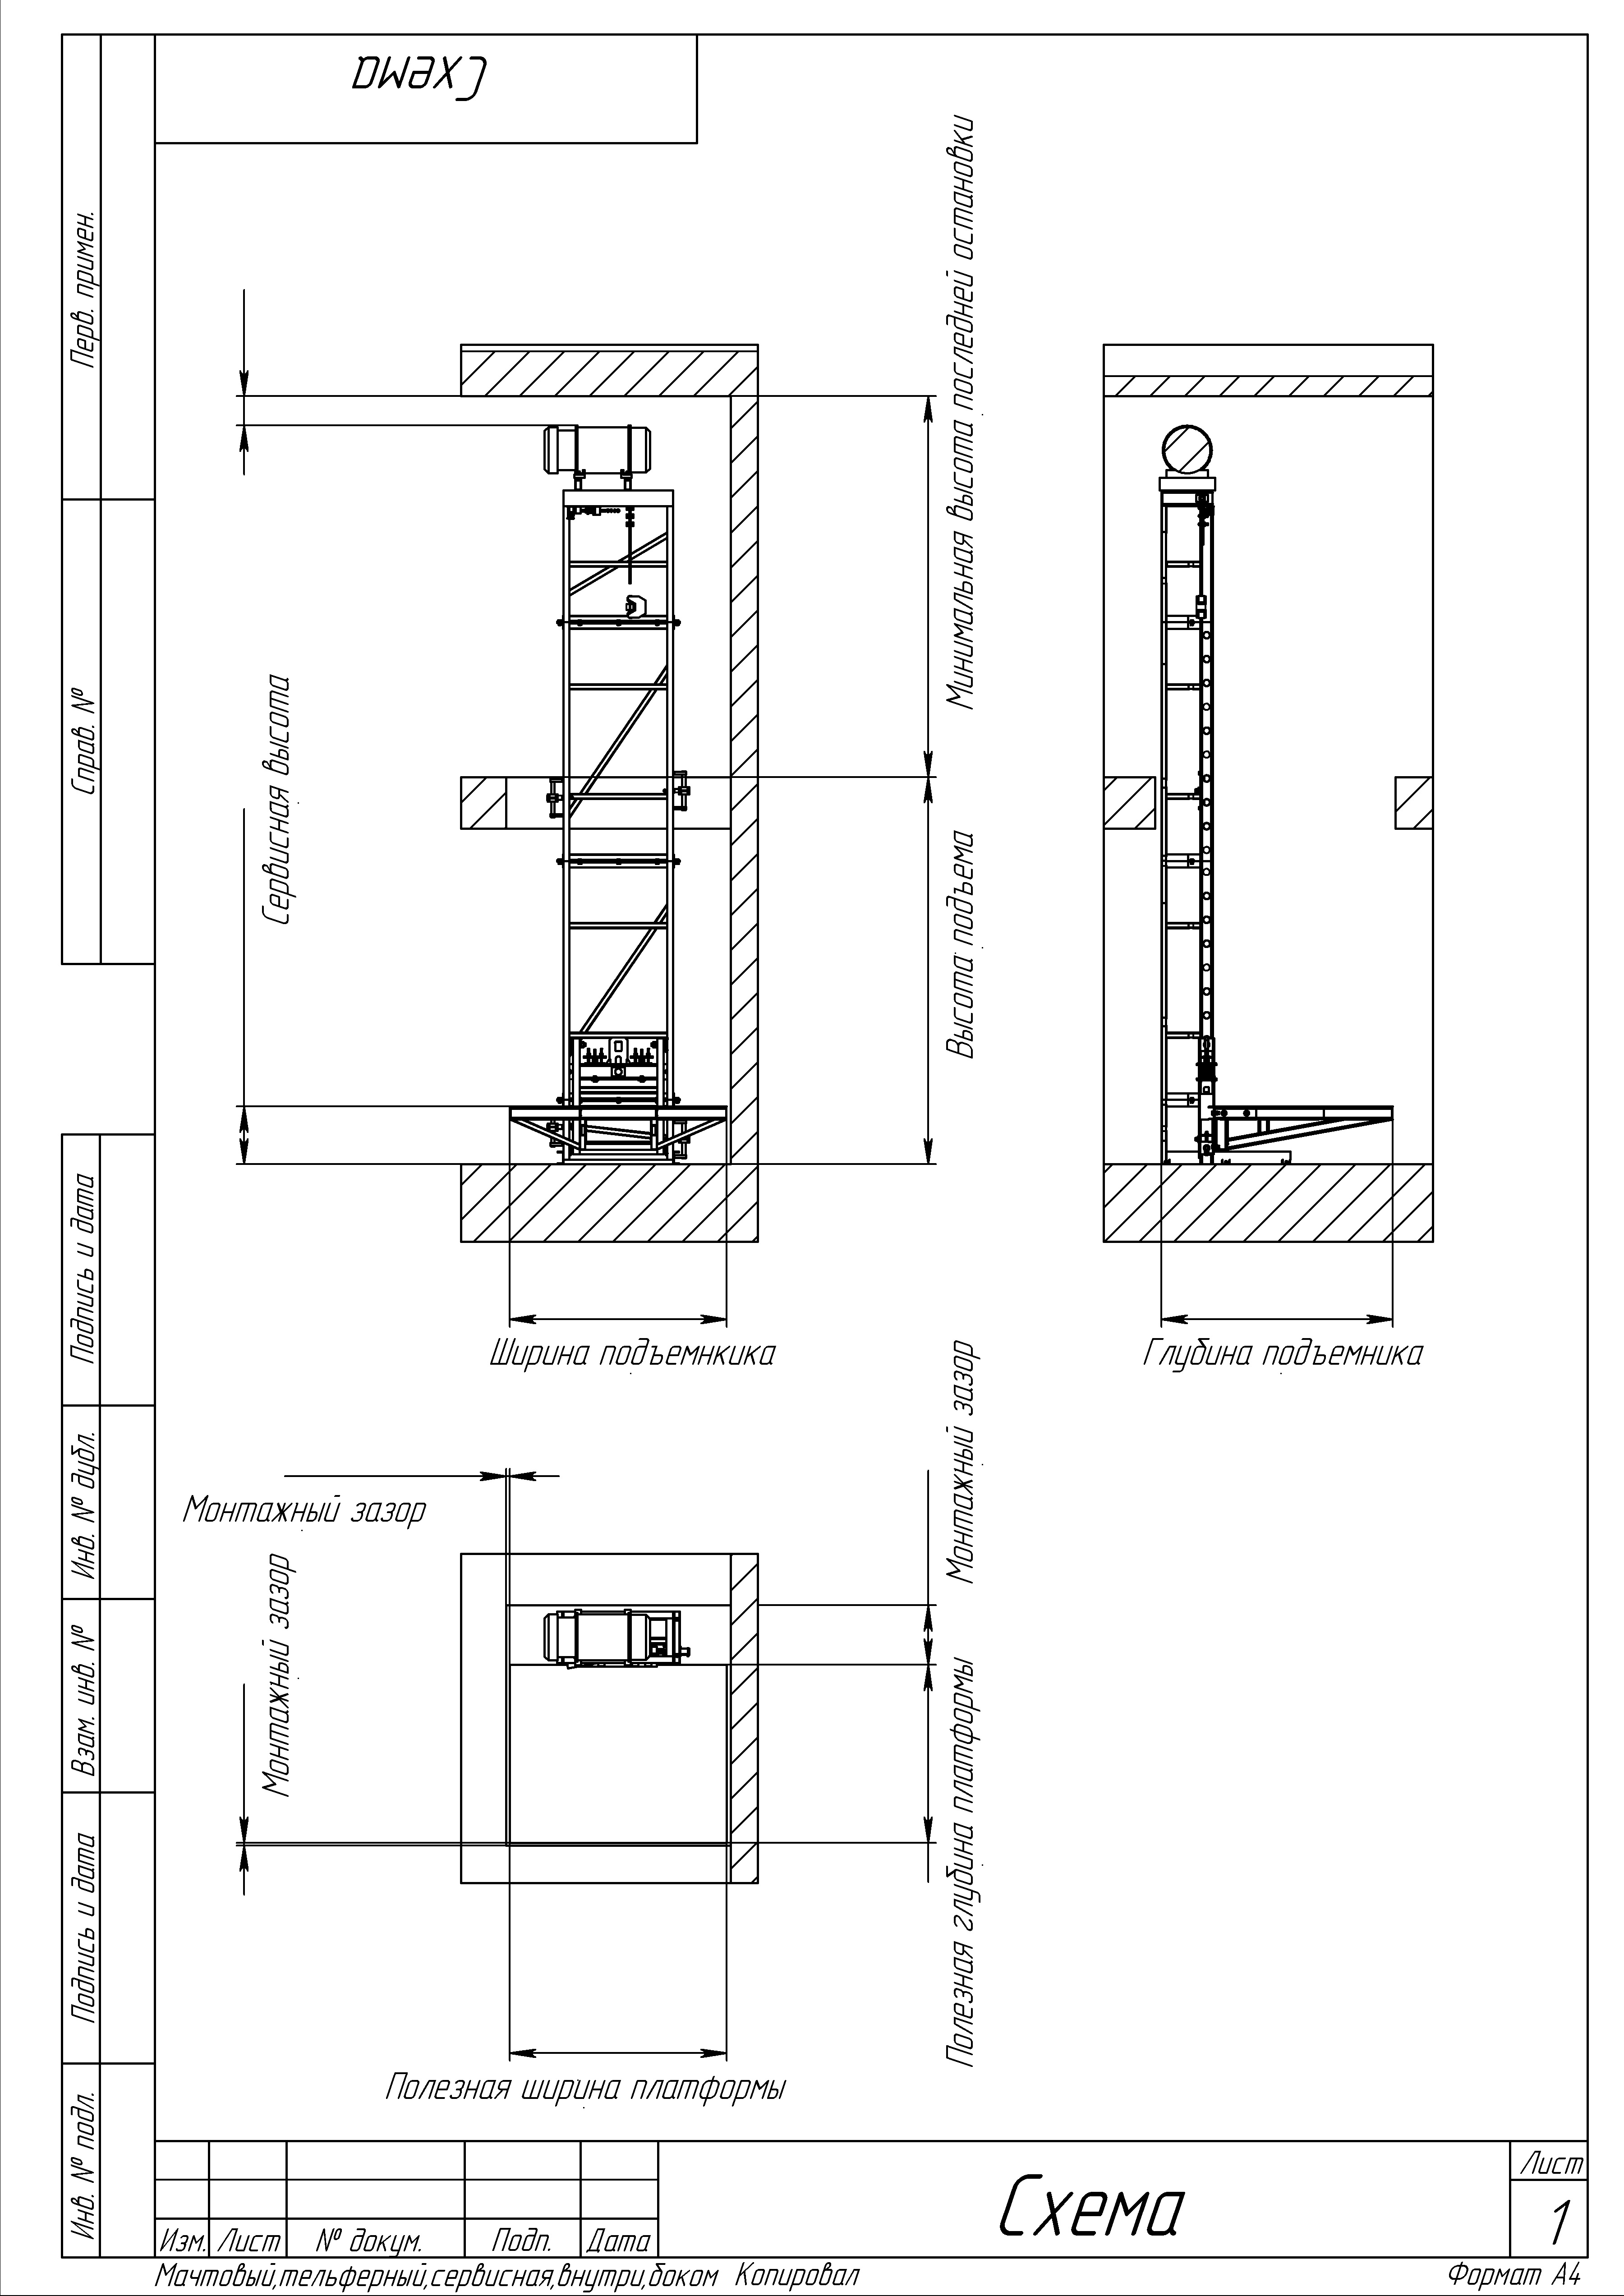 Схема
Перв. примен.
Справ. №
Подпись и дата
Инв. № дубл.
Взам. инв. №
Подпись и дата
Инв. № подл.
Сервисная высота
Минимальная высота последней остановки
Высота подъема
Ширина подъемнкика
Глубина подъемника
Монтажный зазор
Монтажный зазор
Монтажный зазор
Полезная глубина платформы
Полезная ширина платформы
Изм. Лист № докум. Подп. Дата
Схема
Лист
1
Мачтовый,тельферный,сервисная,внутри,боком Копировал Формат А4